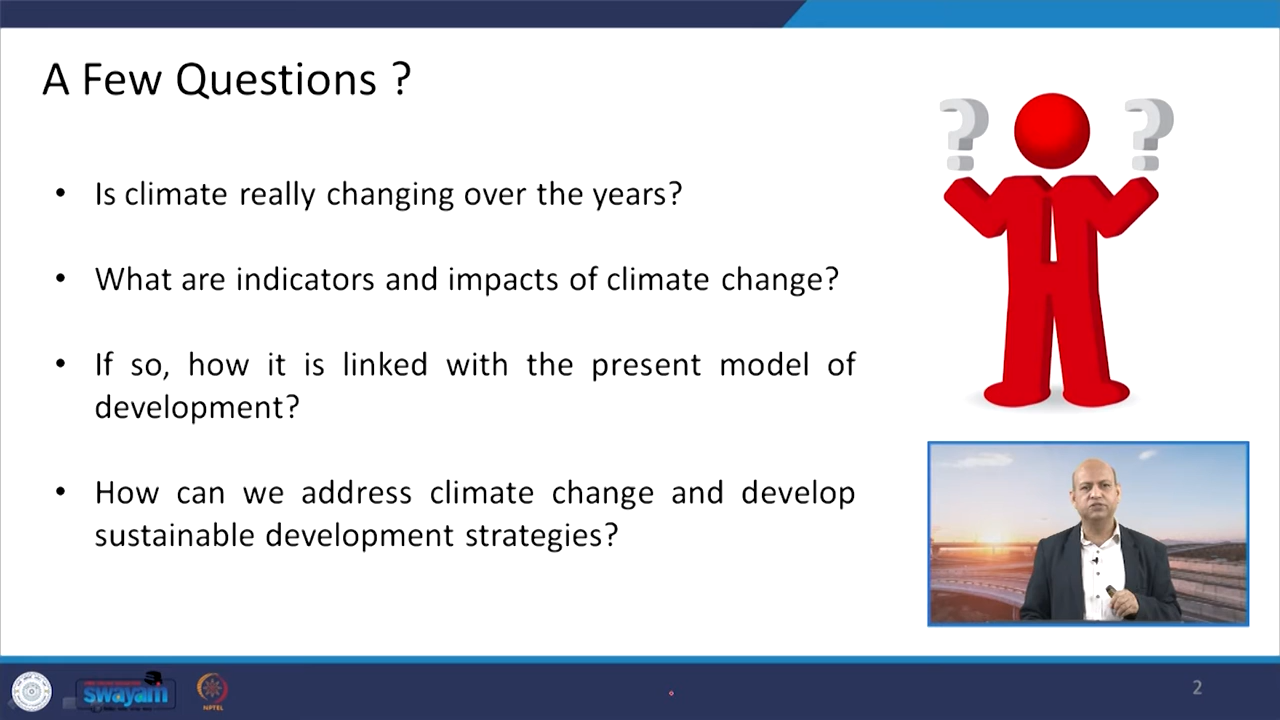 A Few Questions ?
• Is climate really changing over the years?
• What are indicators and impacts of climate change?
• If so, how it is linked with the present model of
development?
• How can we address climate change and develop
sustainable development strategies?
? ?
swayam
NPTEL
2